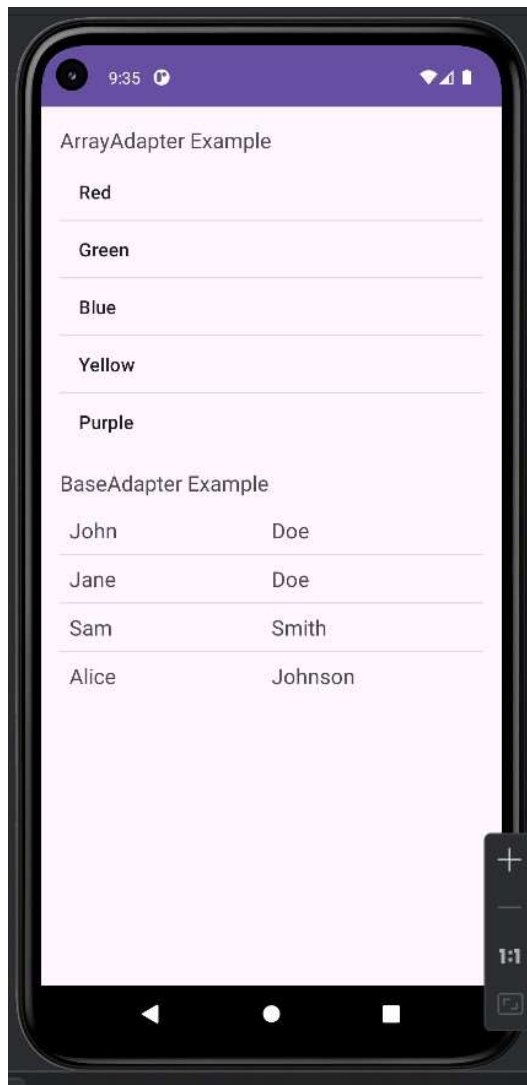 9:35
ArrayAdapter Example
Red
Green
Blue
Yellow
Purple
BaseAdapter Example
John Doe
Jane Doe
Sam Smith
Alice Johnson
1:1